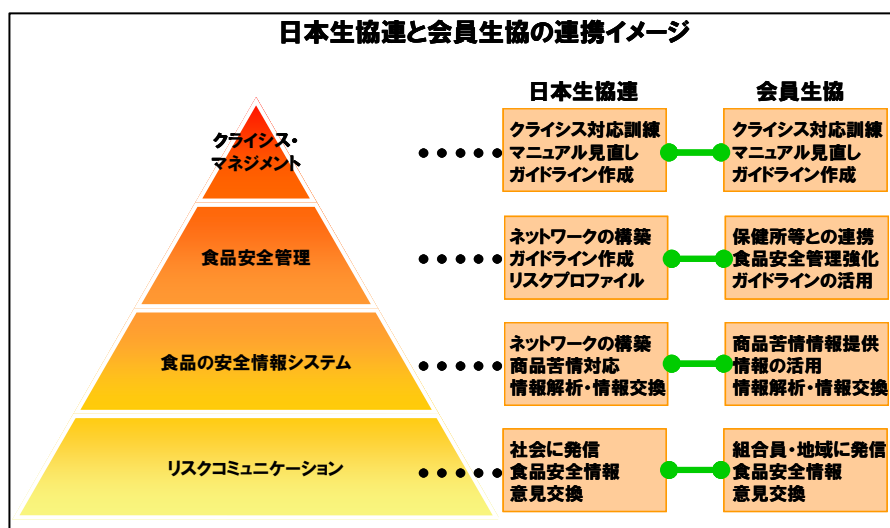 日本生協連と会員生協の連携イメージ
日本生協連
会員生協
クライシス・
マネジメント
クライシス対応訓練
マニュアル見直し
ガイドライン作成
クライシス対応訓練
マニュアル見直し
ガイドライン作成
食品安全管理
ネットワークの構築
ガイドライン作成
リスクプロファイル
保健所等との連携
食品安全管理強化
ガイドラインの活用
食品の安全情報システム
ネットワークの構築
商品苦情対応
情報解析・情報交換
商品苦情情報提供
情報の活用
情報解析・情報交換
リスクコミュニケーション
社会に発信
食品安全情報
意見交換
組合員・地域に発信
食品安全情報
意見交換